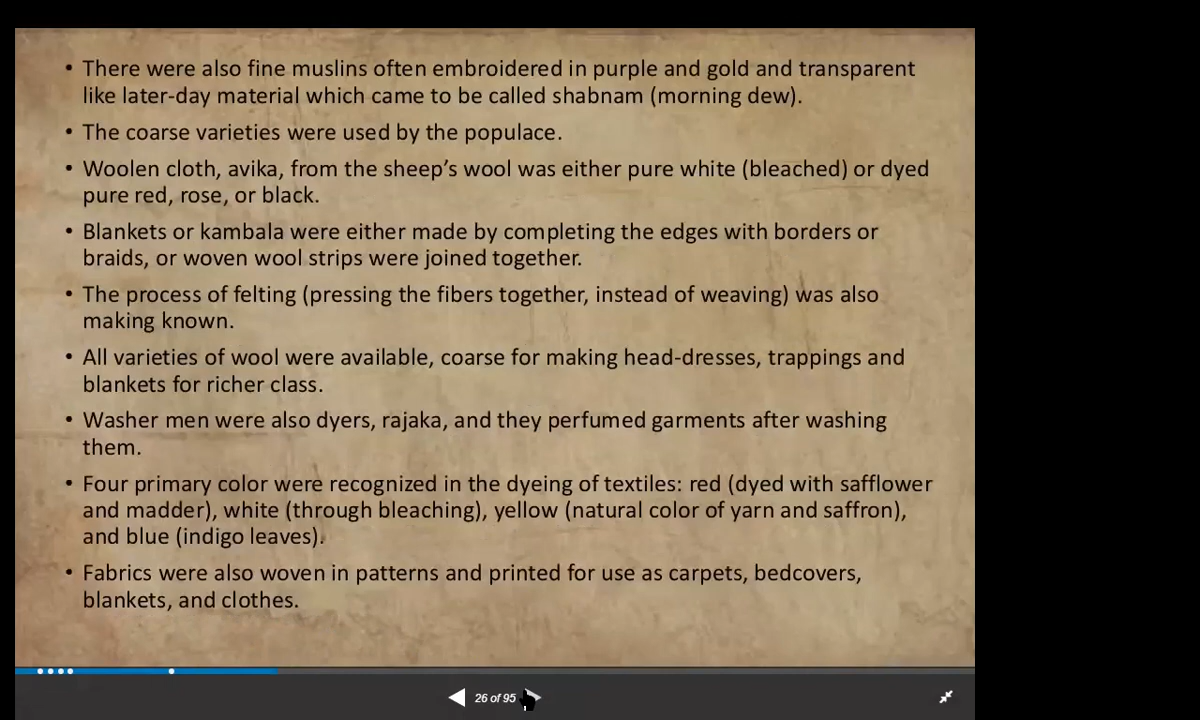 • There were also fine muslins often embroidered in purple and gold and transparent
like later-day material which came to be called shabnam (morning dew).
• The coarse varieties were used by the populace.
• Woolen cloth, avika, from the sheep's wool was either pure white (bleached) or dyed
pure red, rose, or black.
• Blankets or kambala were either made by completing the edges with borders or
braids, or woven wool strips were joined together.
• The process of felting (pressing the fibers together, instead of weaving) was also
making known.
• All varieties of wool were available, coarse for making head-dresses, trappings and
blankets for richer class.
• Washer men were also dyers, rajaka, and they perfumed garments after washing
them.
• Four primary color were recognized in the dyeing of textiles: red (dyed with safflower
and madder), white (through bleaching), yellow (natural color of yarn and saffron),
and blue (indigo leaves).
• Fabrics were also woven in patterns and printed for use as carpets, bedcovers,
blankets, and clothes.
26 of 95